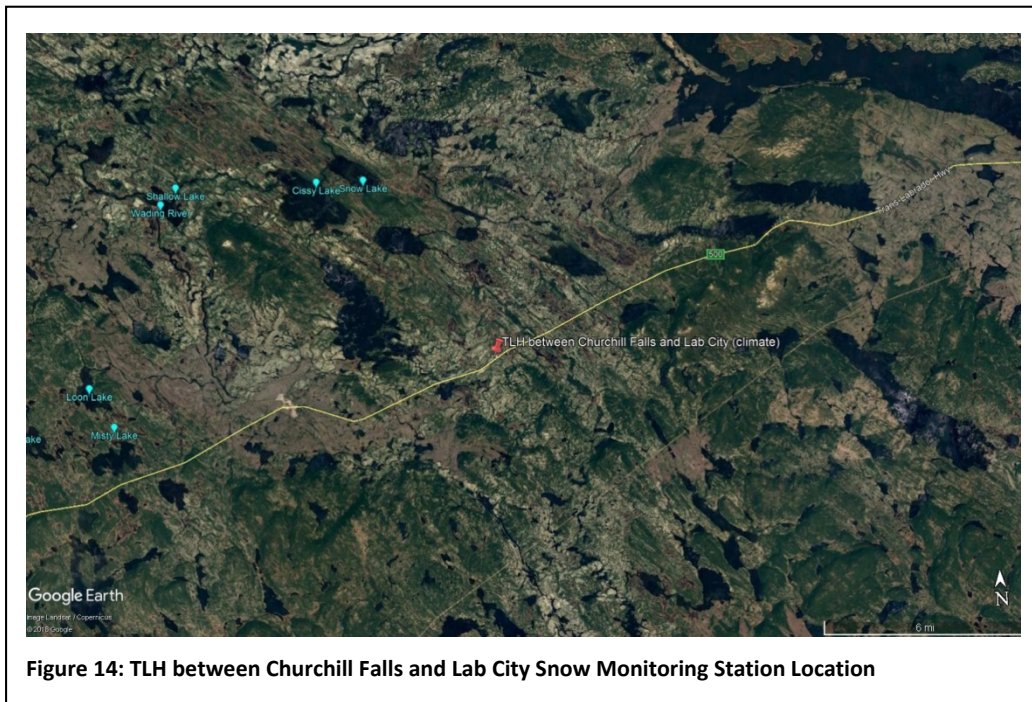 Shallow Lake
Cissy Lake
Snow Lake
Wading River
Trans-Labrador-Hwy
500
TLH between Churchill Falls and Lab City (climate)
Loon Lake
Misty Lake
ake
Google Earth
Image Landsat / Copernicus
© 2018 Google
N
6 mi
Figure 14: TLH between Churchill Falls and Lab City Snow Monitoring Station Location